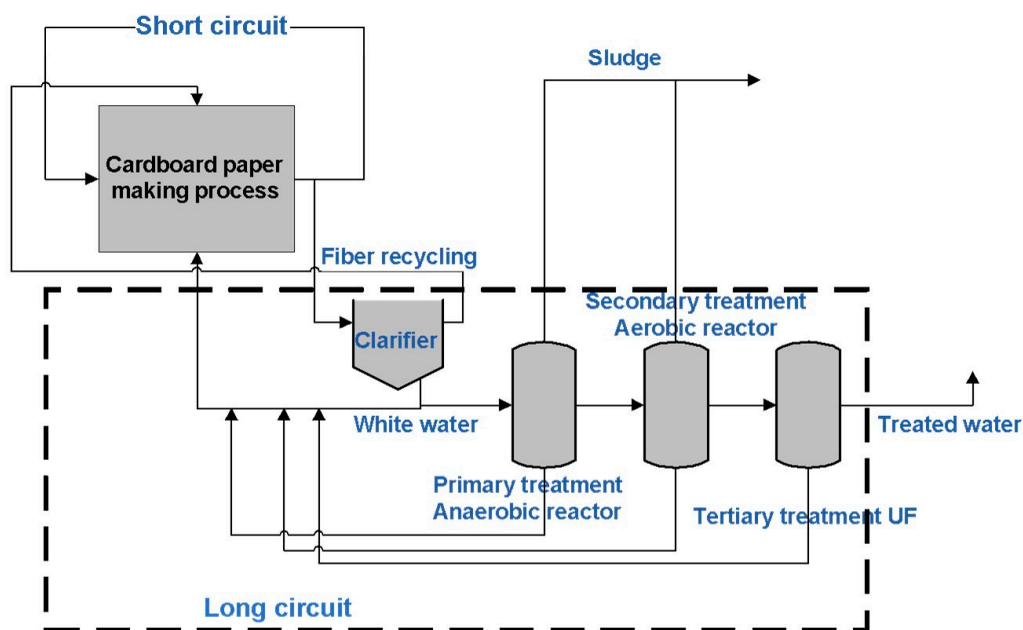 Short circuit
Sludge
Cardboard paper
making process
Fiber recycling
Secondary treatment
Aerobic reactor
Clarifier
White water
Treated water
Primary treatment
Anaerobic reactor
Tertiary treatment UF
Long circuit